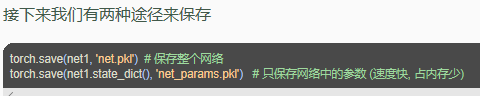 接下来我们有两种途径来保存
torch.save(net1, 'net.pkl')  # 保存整个网络
torch.save(net1.state_dict(), 'net_params.pkl')   # 只保存网络中的参数 (速度快, 占内存少)